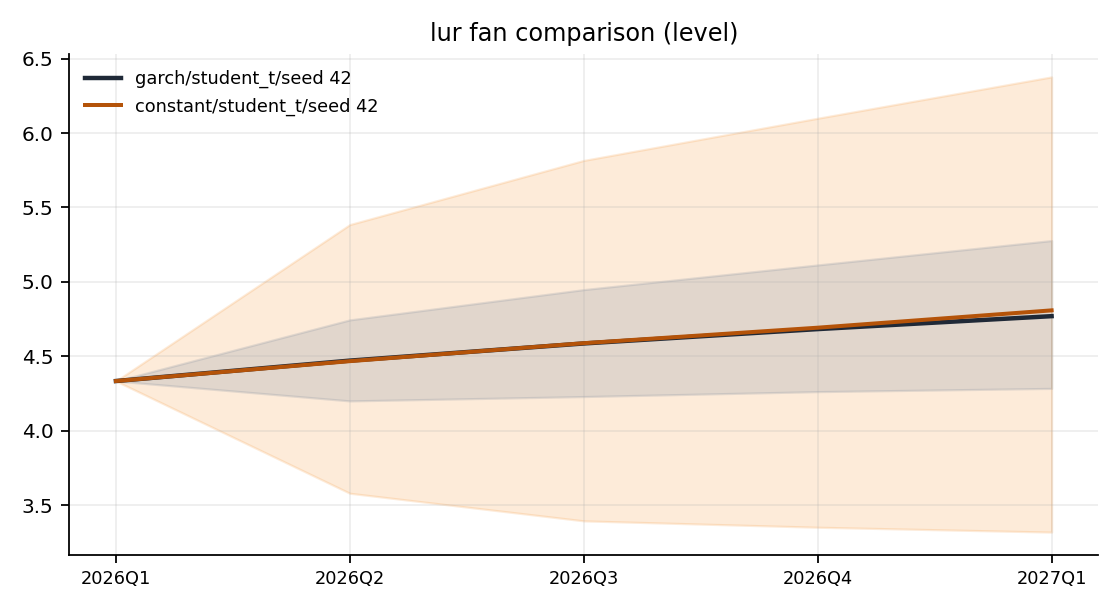 lur fan comparison (level)
6.5
6.0
5.5
5.0
4.5
4.0
3.5
garch/student_t/seed 42
constant/student_t/seed 42
2026Q1
2026Q2
2026Q3
2026Q4
2027Q1